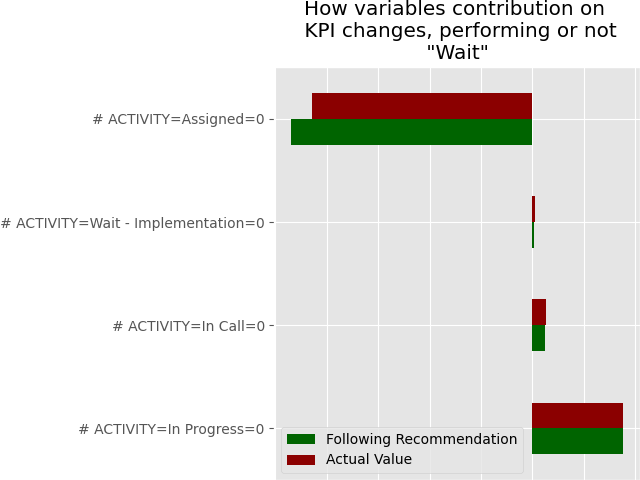 How variables contribution on
KPI changes, performing or not
"Wait"
# ACTIVITY=Assigned=0
# ACTIVITY=Wait - Implementation=0
# ACTIVITY=In Call=0
# ACTIVITY=In Progress=0
Following Recommendation
Actual Value